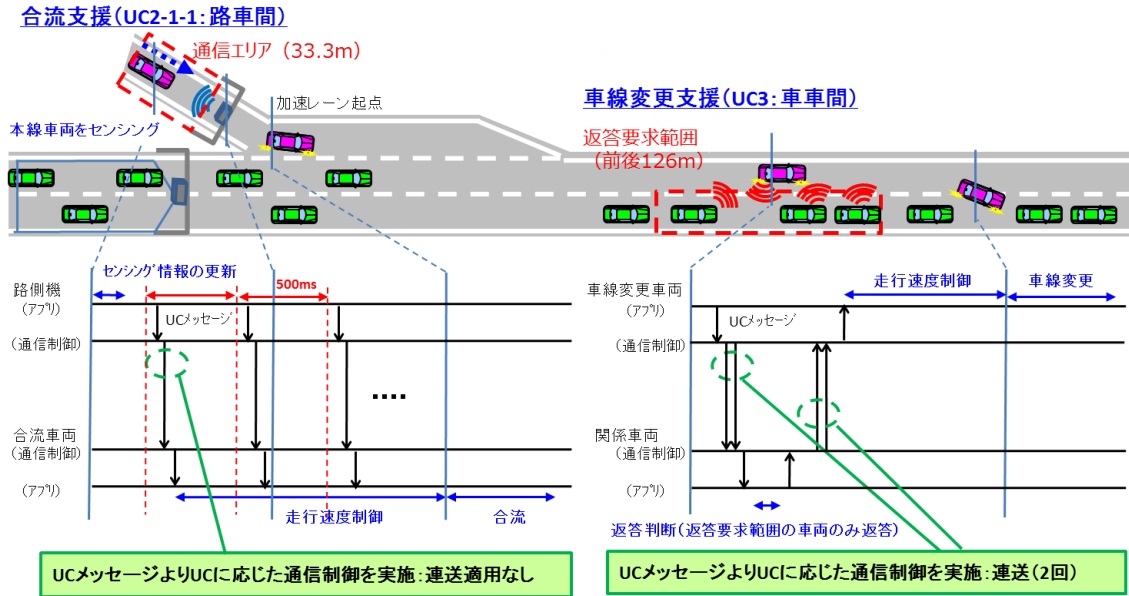 合流支援(UC2-1-1:路車間)
通信エリア（33.3m）
加速レーン起点
本線車両をセンシング
センシング情報の更新
500ms
路側機
(アプリ)
UCメッセージ
(通信制御)
‥‥
合流車両
(通信制御)
(アプリ)
走行速度制御
合流
UCメッセージよりUCに応じた通信制御を実施:連送適用なし
車線変更支援(UC3:車車間)
返答要求範囲
（前後126m）
走行速度制御
車線変更
車線変更車両
(アプリ)
UCメッセージ
(通信制御)
関係車両
(通信制御)
(アプリ)
返答判断(返答要求範囲の車両のみ返答)
UCメッセージよりUCに応じた通信制御を実施:連送(2回)